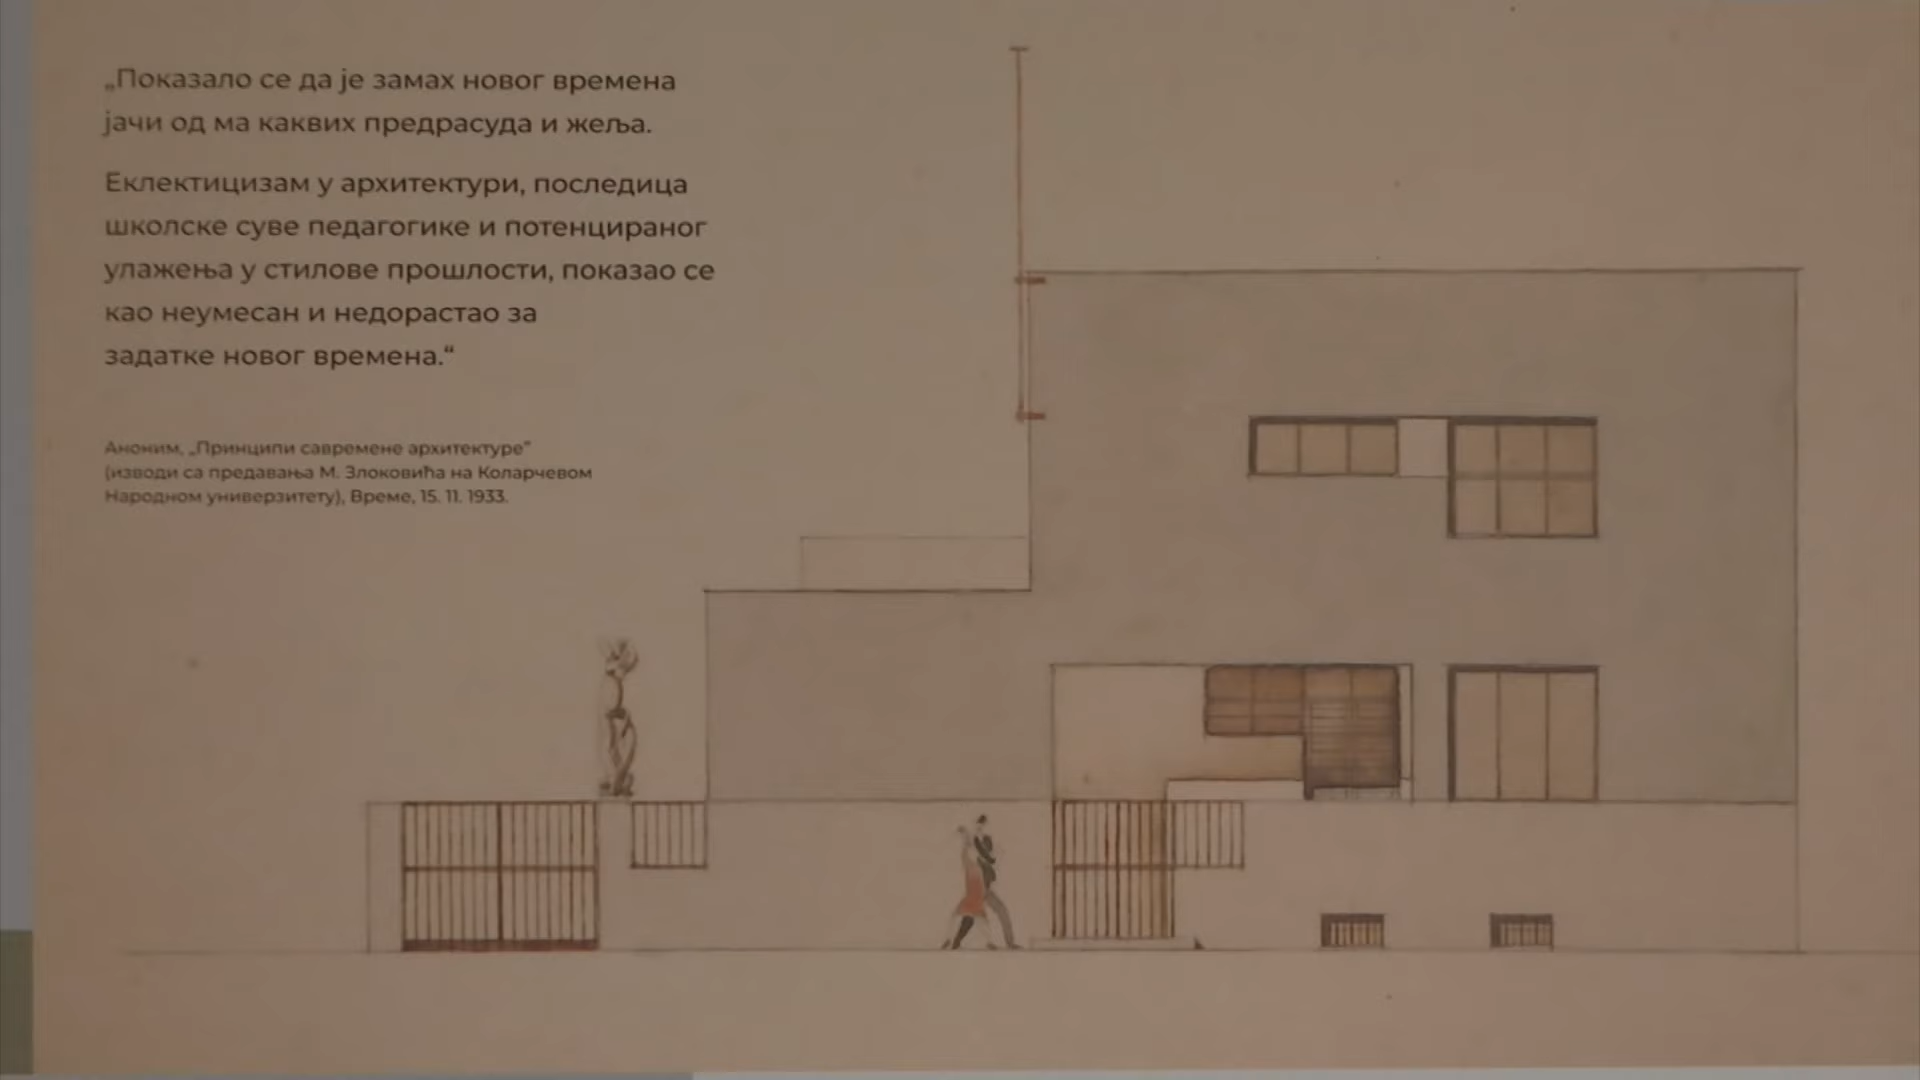 „Показало се да је замах новог времена
јачи од ма каквих предрасуда и жеља.
Еклектицизам у архитектури, последица
школске суве педагогике и потенцираног
улажења у стилове прошлости, показао се
као неумесан и недорастао за
задатке новог времена.“
Аноним, „Принципи савремене архитектуре“
(изводи са предавања М. Злоковића на Коларчевом
Народном универзитету), Време, 15. 11. 1933.